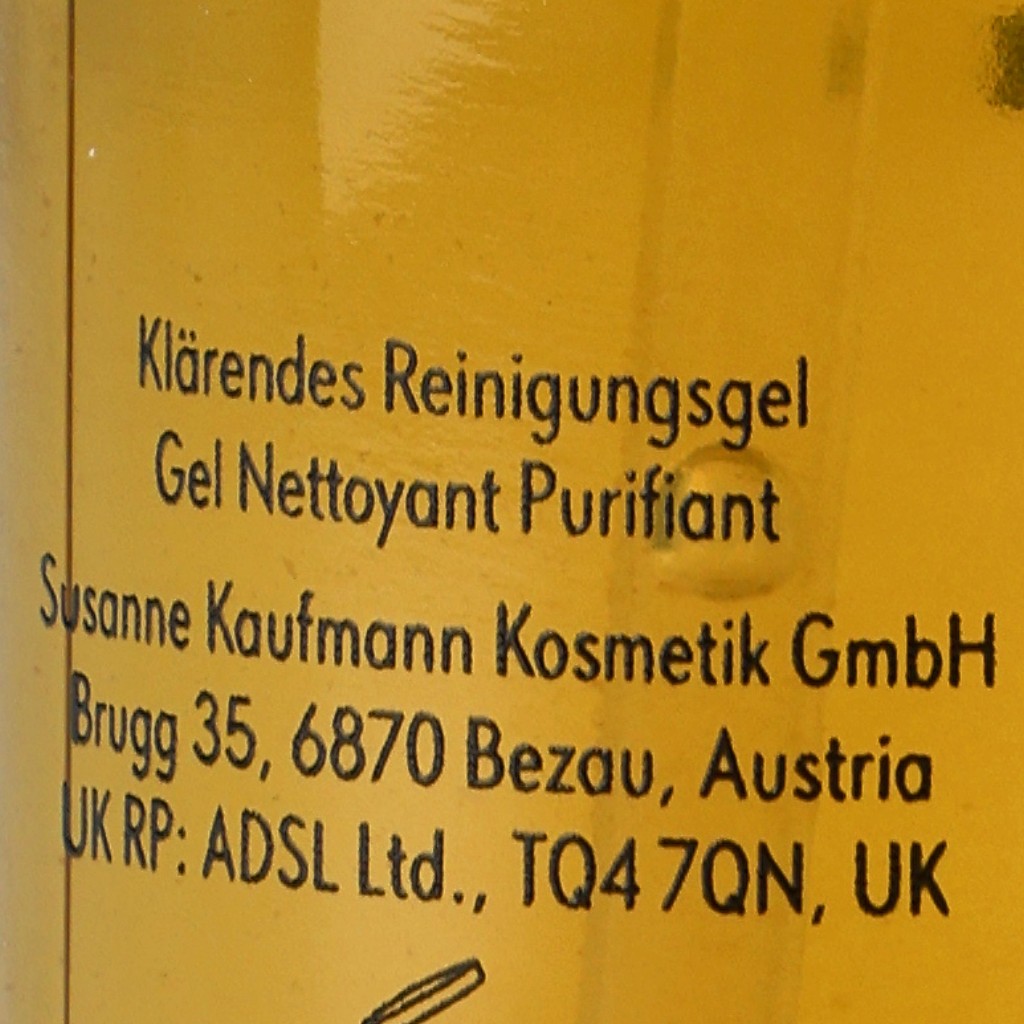 Klärendes Reinigungsgel
Gel Nettoyant Purifiant
Susanne Kaufmann Kosmetik GmbH
Brugg 35, 6870 Bezau, Austria
UK RP: ADSL Ltd., TQ4 7QN, UK